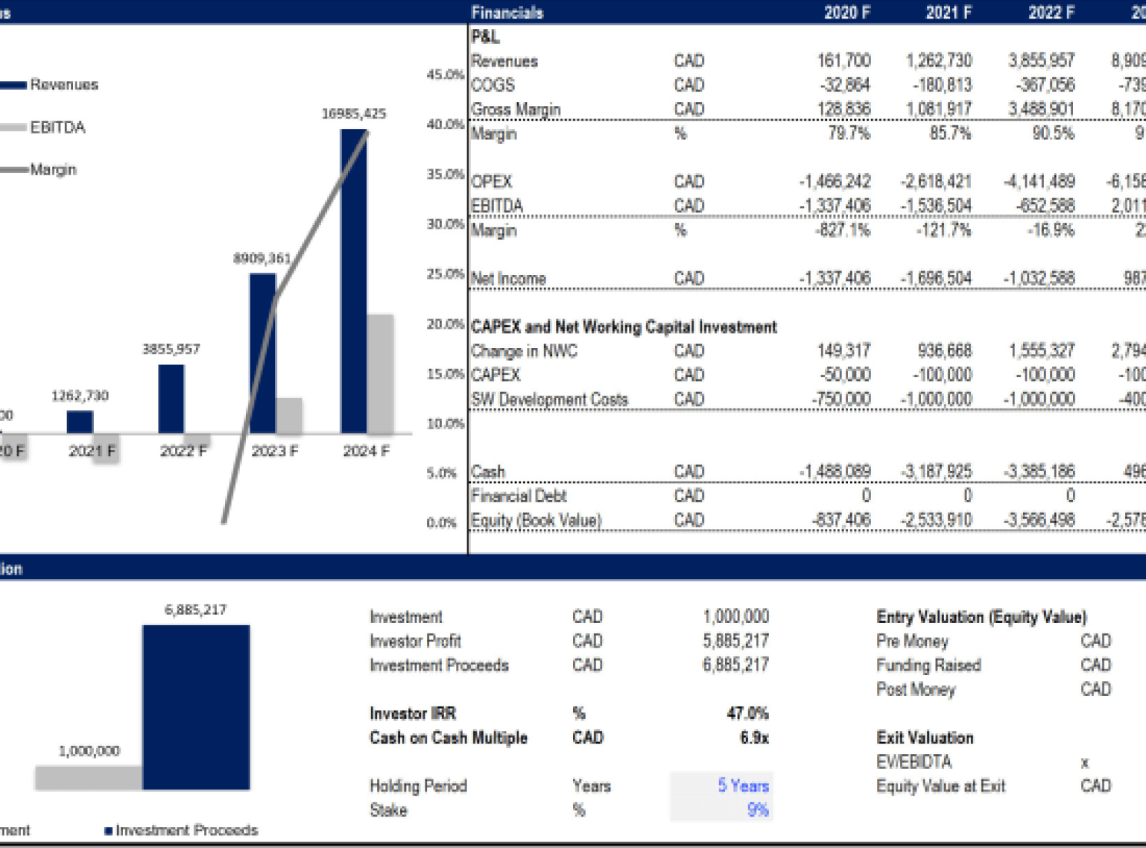 us
Revenues
EBITDA
Margin
16985,425
8909,361
3855,957
1262,730
00
20 F 2021 F 2022 F 2023 F 2024 F
45.0%
40.0%
35.0%
30.0%
25.0%
20.0%
15.0%
10.0%
5.0%
0.0%
Financials 2020 F 2021 F 2022 F 20
P&L
Revenues CAD 161,700 1,262,730 3,855,957 8,909
COGS CAD -32,864 -180,813 -367,056 -739
Gross Margin CAD 128,836 1,081,917 3,488,901 8,170
Margin % 79.7% 85.7% 90.5% 9
OPEX CAD -1,466,242 -2,618,421 -4,141,489 -6,158
EBITDA CAD -1,337,406 -1,536,504 -652,588 2,011
Margin % -827.1% -121.7% -16.9% 2
Net Income CAD -1,337,406 -1,696,504 -1,032,588 987
CAPEX and Net Working Capital Investment
Change in NWC CAD 149,317 936,668 1,555,327 2,794
CAPEX CAD -50,000 -100,000 -100,000 -100
SW Development Costs CAD -750,000 -1,000,000 -1,000,000 -400
Cash CAD -1,488,089 -3,187,925 -3,385,186 496
Financial Debt CAD 0 0 0
Equity (Book Value) CAD -837,406 -2,533,910 -3,566,498 -2,578
ion
6,885,217
1,000,000
ment Investment Proceeds
Investment CAD 1,000,000
Investor Profit CAD 5,885,217
Investment Proceeds CAD 6,885,217
Investor IRR % 47.0%
Cash on Cash Multiple CAD 6.9x
Holding Period Years 5 Years
Stake % 9%
Entry Valuation (Equity Value)
Pre Money CAD
Funding Raised CAD
Post Money CAD
Exit Valuation
EV/EBIDTA x
Equity Value at Exit CAD